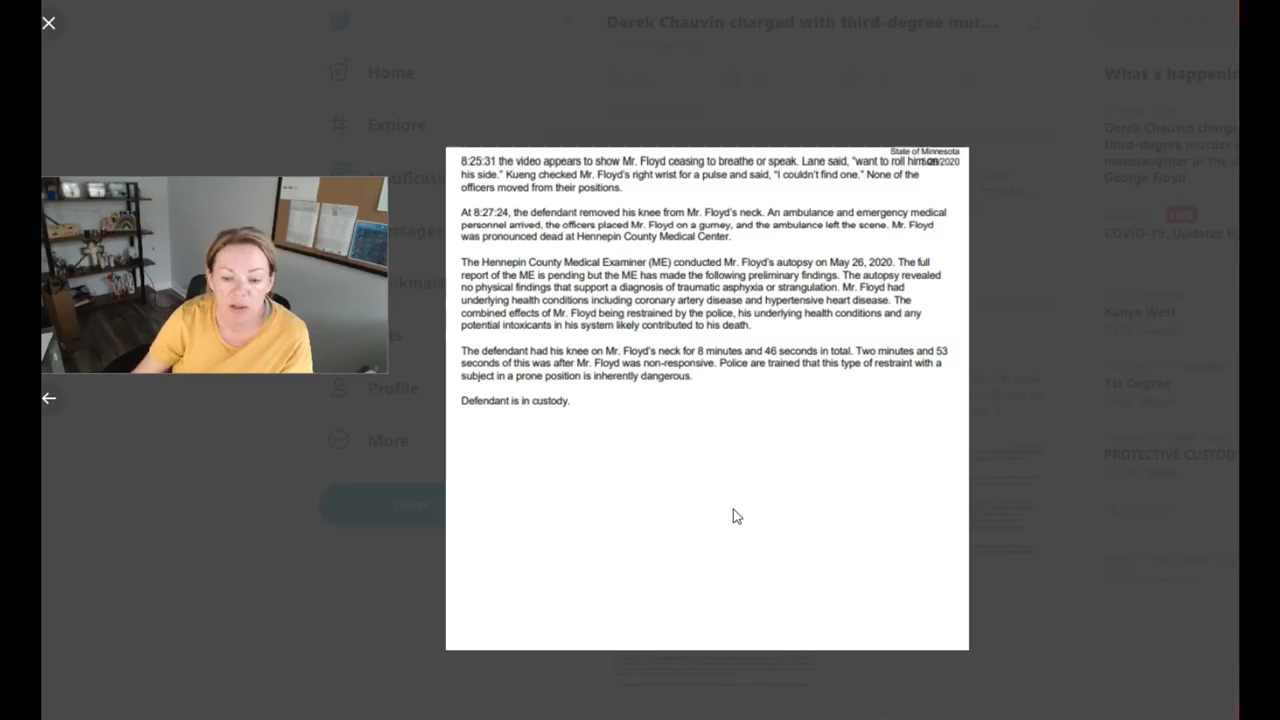 Derek Chauvin charged with third-degree mur...
Home
Explore
Profile
More
What's happenin
Derek Chauvin charg
third-degree murder
manslaughter in the d
George Floyd
LIVE
COVID-19: Updates f
Kanye West
1st Degree
PROTECTIVE CUSTOD
State of Minnesota
8:25:31 the video appears to show Mr. Floyd ceasing to breathe or speak. Lane said, "want to roll him on
his side." Kueng checked Mr. Floyd's right wrist for a pulse and said, "I couldn't find one." None of the
officers moved from their positions.
At 8:27:24, the defendant removed his knee from Mr. Floyd's neck. An ambulance and emergency medical
personnel arrived, the officers placed Mr. Floyd on a gurney, and the ambulance left the scene. Mr. Floyd
was pronounced dead at Hennepin County Medical Center.
The Hennepin County Medical Examiner (ME) conducted Mr. Floyd's autopsy on May 26, 2020. The full
report of the ME is pending but the ME has made the following preliminary findings. The autopsy revealed
no physical findings that support a diagnosis of traumatic asphyxia or strangulation. Mr. Floyd had
underlying health conditions including coronary artery disease and hypertensive heart disease. The
combined effects of Mr. Floyd being restrained by the police, his underlying health conditions and any
potential intoxicants in his system likely contributed to his death.
The defendant had his knee on Mr. Floyd's neck for 8 minutes and 46 seconds in total. Two minutes and 53
seconds of this was after Mr. Floyd was non-responsive. Police are trained that this type of restraint with a
subject in a prone position is inherently dangerous.
Defendant is in custody.